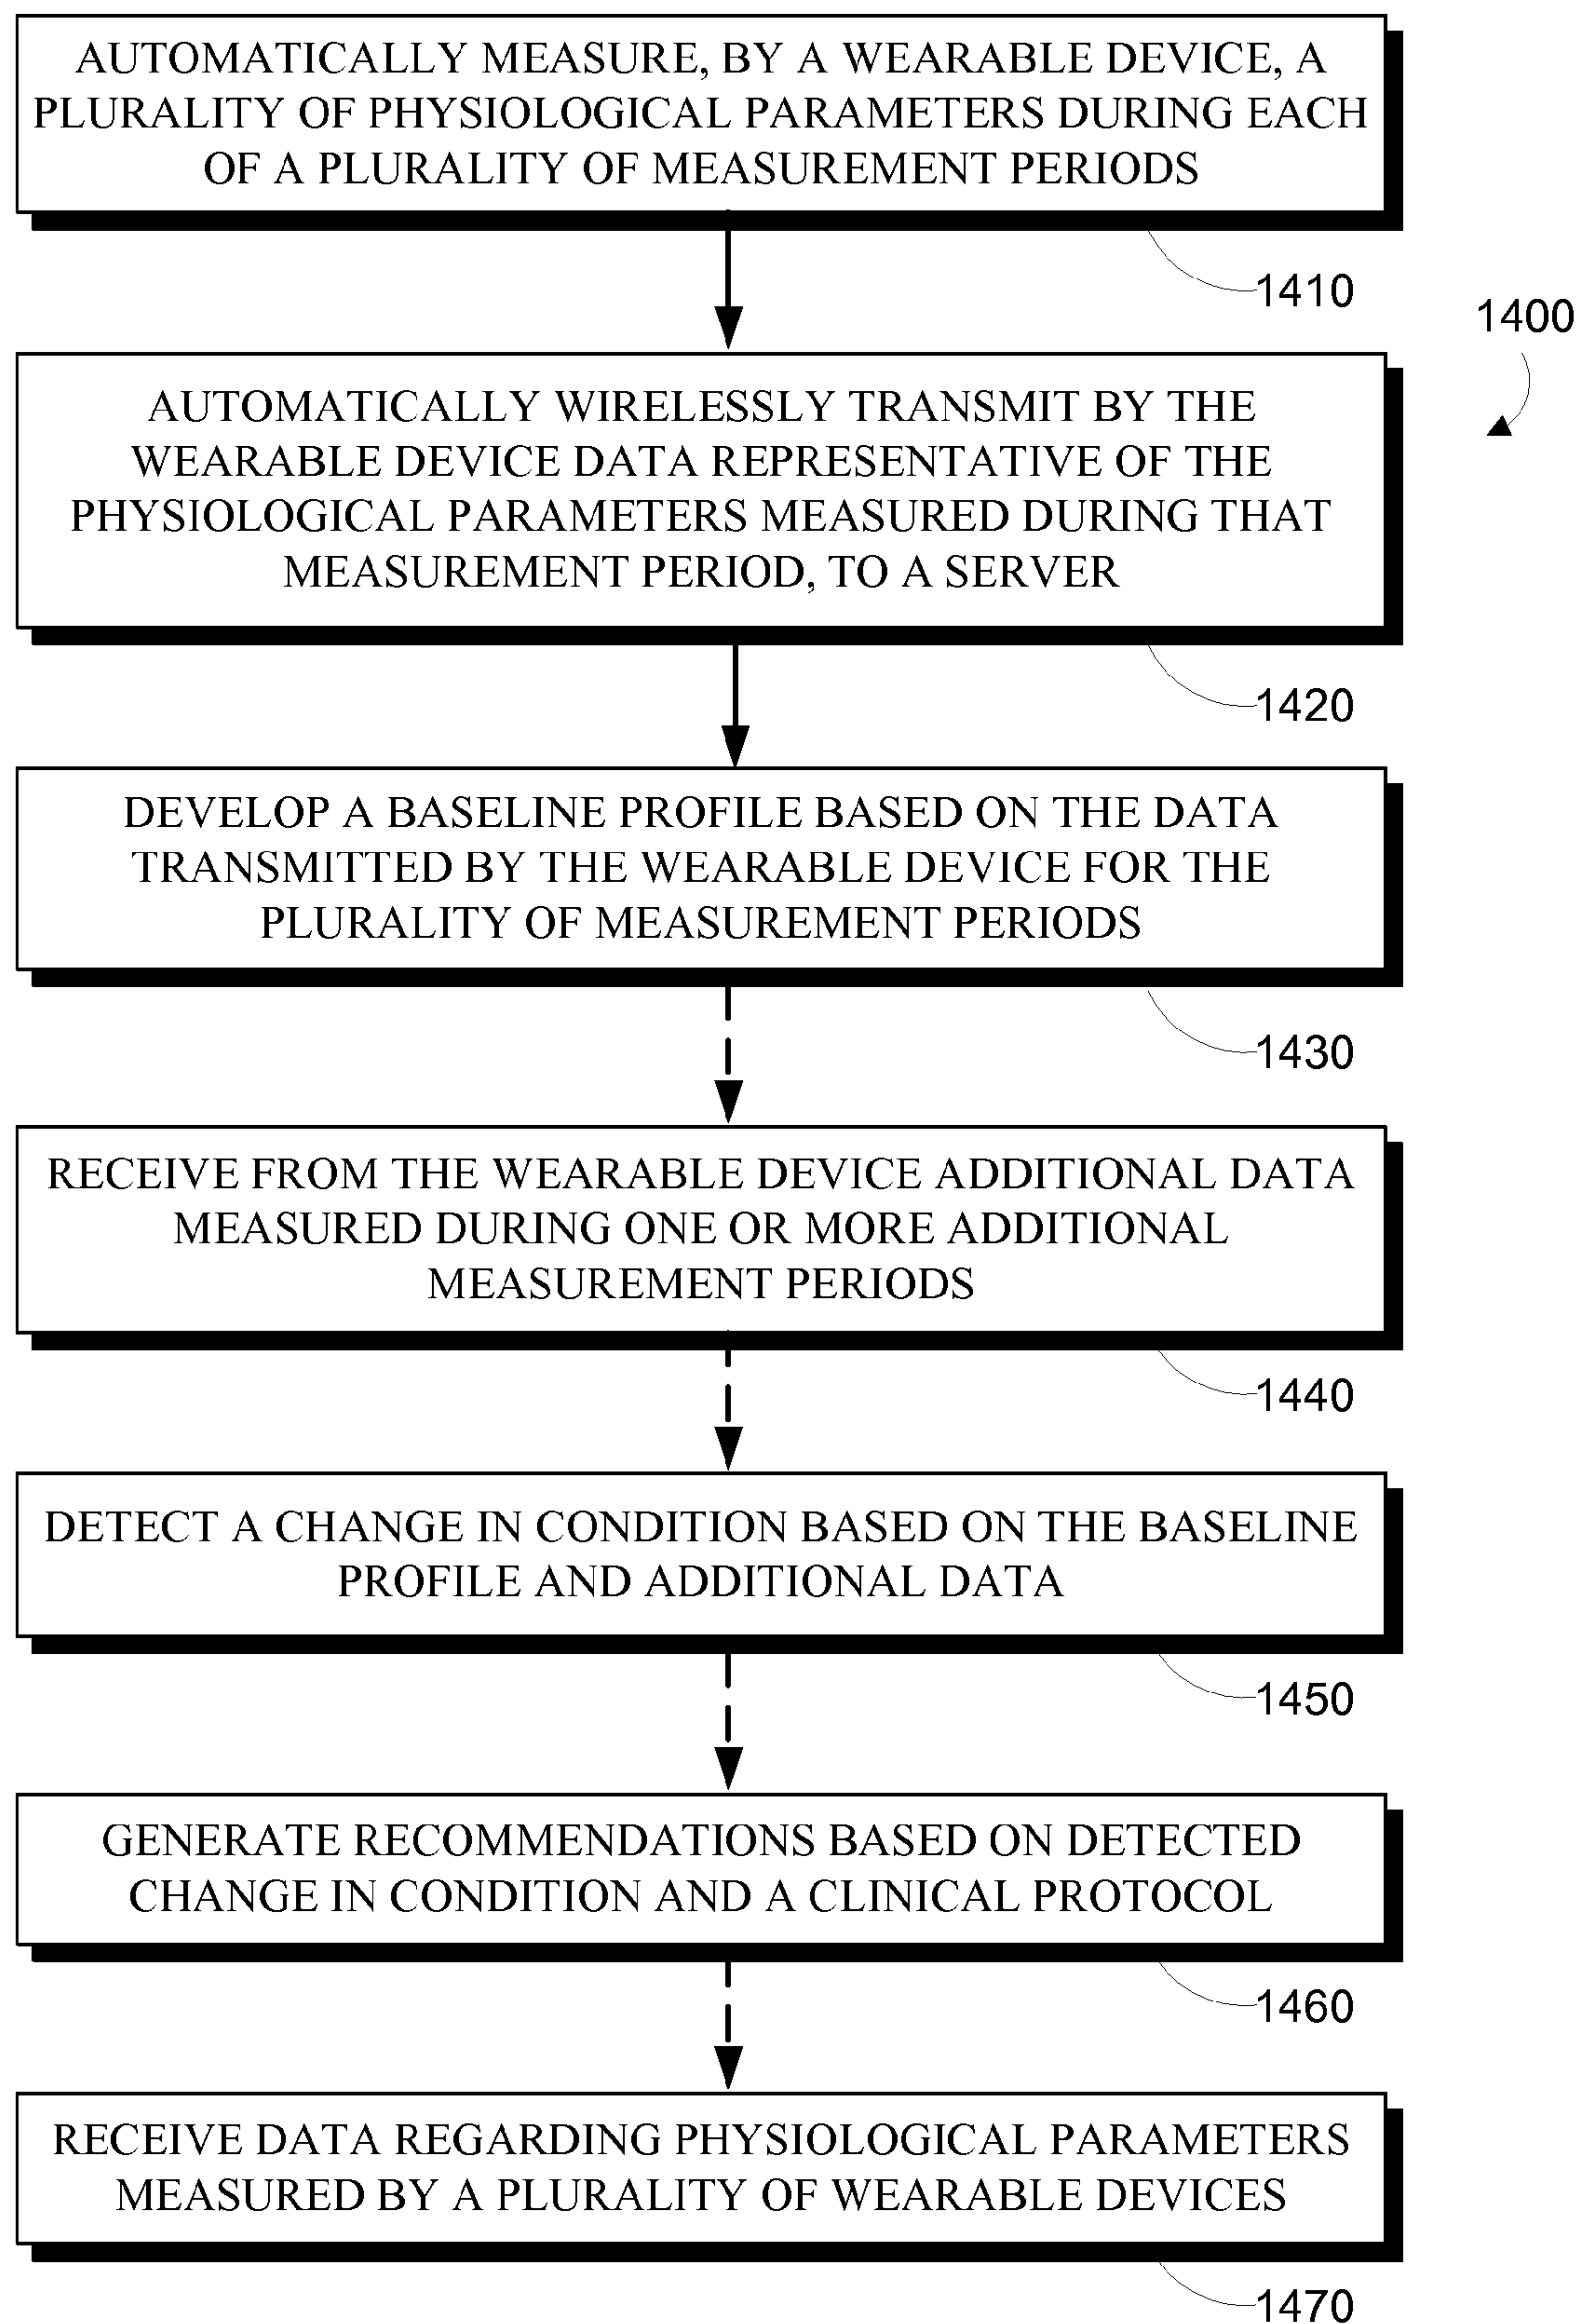 AUTOMATICALLY MEASURE, BY A WEARABLE DEVICE, A
PLURALITY OF PHYSIOLOGICAL PARAMETERS DURING EACH
OF A PLURALITY OF MEASUREMENT PERIODS
1410
1400
AUTOMATICALLY WIRELESSLY TRANSMIT BY THE
WEARABLE DEVICE DATA REPRESENTATIVE OF THE
PHYSIOLOGICAL PARAMETERS MEASURED DURING THAT
MEASUREMENT PERIOD, TO A SERVER
1420
DEVELOP A BASELINE PROFILE BASED ON THE DATA
TRANSMITTED BY THE WEARABLE DEVICE FOR THE
PLURALITY OF MEASUREMENT PERIODS
1430
RECEIVE FROM THE WEARABLE DEVICE ADDITIONAL DATA
MEASURED DURING ONE OR MORE ADDITIONAL
MEASUREMENT PERIODS
1440
DETECT A CHANGE IN CONDITION BASED ON THE BASELINE
PROFILE AND ADDITIONAL DATA
1450
GENERATE RECOMMENDATIONS BASED ON DETECTED
CHANGE IN CONDITION AND A CLINICAL PROTOCOL
1460
RECEIVE DATA REGARDING PHYSIOLOGICAL PARAMETERS
MEASURED BY A PLURALITY OF WEARABLE DEVICES
1470